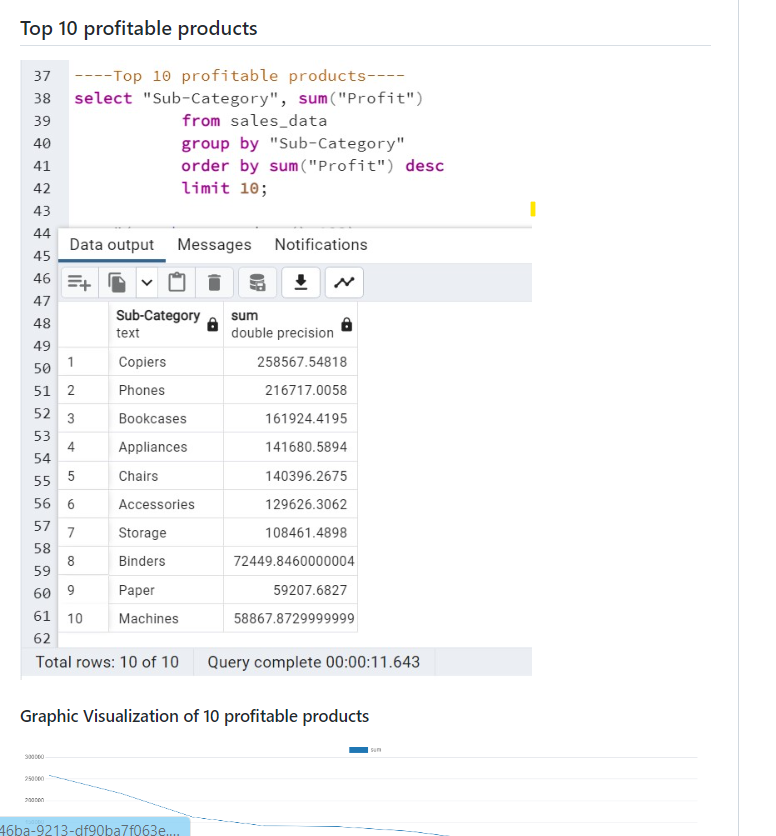 Top 10 profitable products
37 ----Top 10 profitable products----
38 select "Sub-Category", sum("Profit")
39 from sales_data
40 group by "Sub-Category"
41 order by sum("Profit") desc
42 limit 10;
43
44
45
46
47
48
49
50
51
52
53
54
55
56
57
58
59
60
61
62
Data output Messages Notifications
Sub-Category sum
text double precision
1 Copiers 258567.54818
2 Phones 216717.0058
3 Bookcases 161924.4195
4 Appliances 141680.5894
5 Chairs 140396.2675
6 Accessories 129626.3062
7 Storage 108461.4898
8 Binders 72449.8460000004
9 Paper 59207.6827
10 Machines 58867.8729999999
Total rows: 10 of 10 Query complete 00:00:11.643
Graphic Visualization of 10 profitable products
sum
300000
250000
200000
46ba-9213-df90ba7f063e...